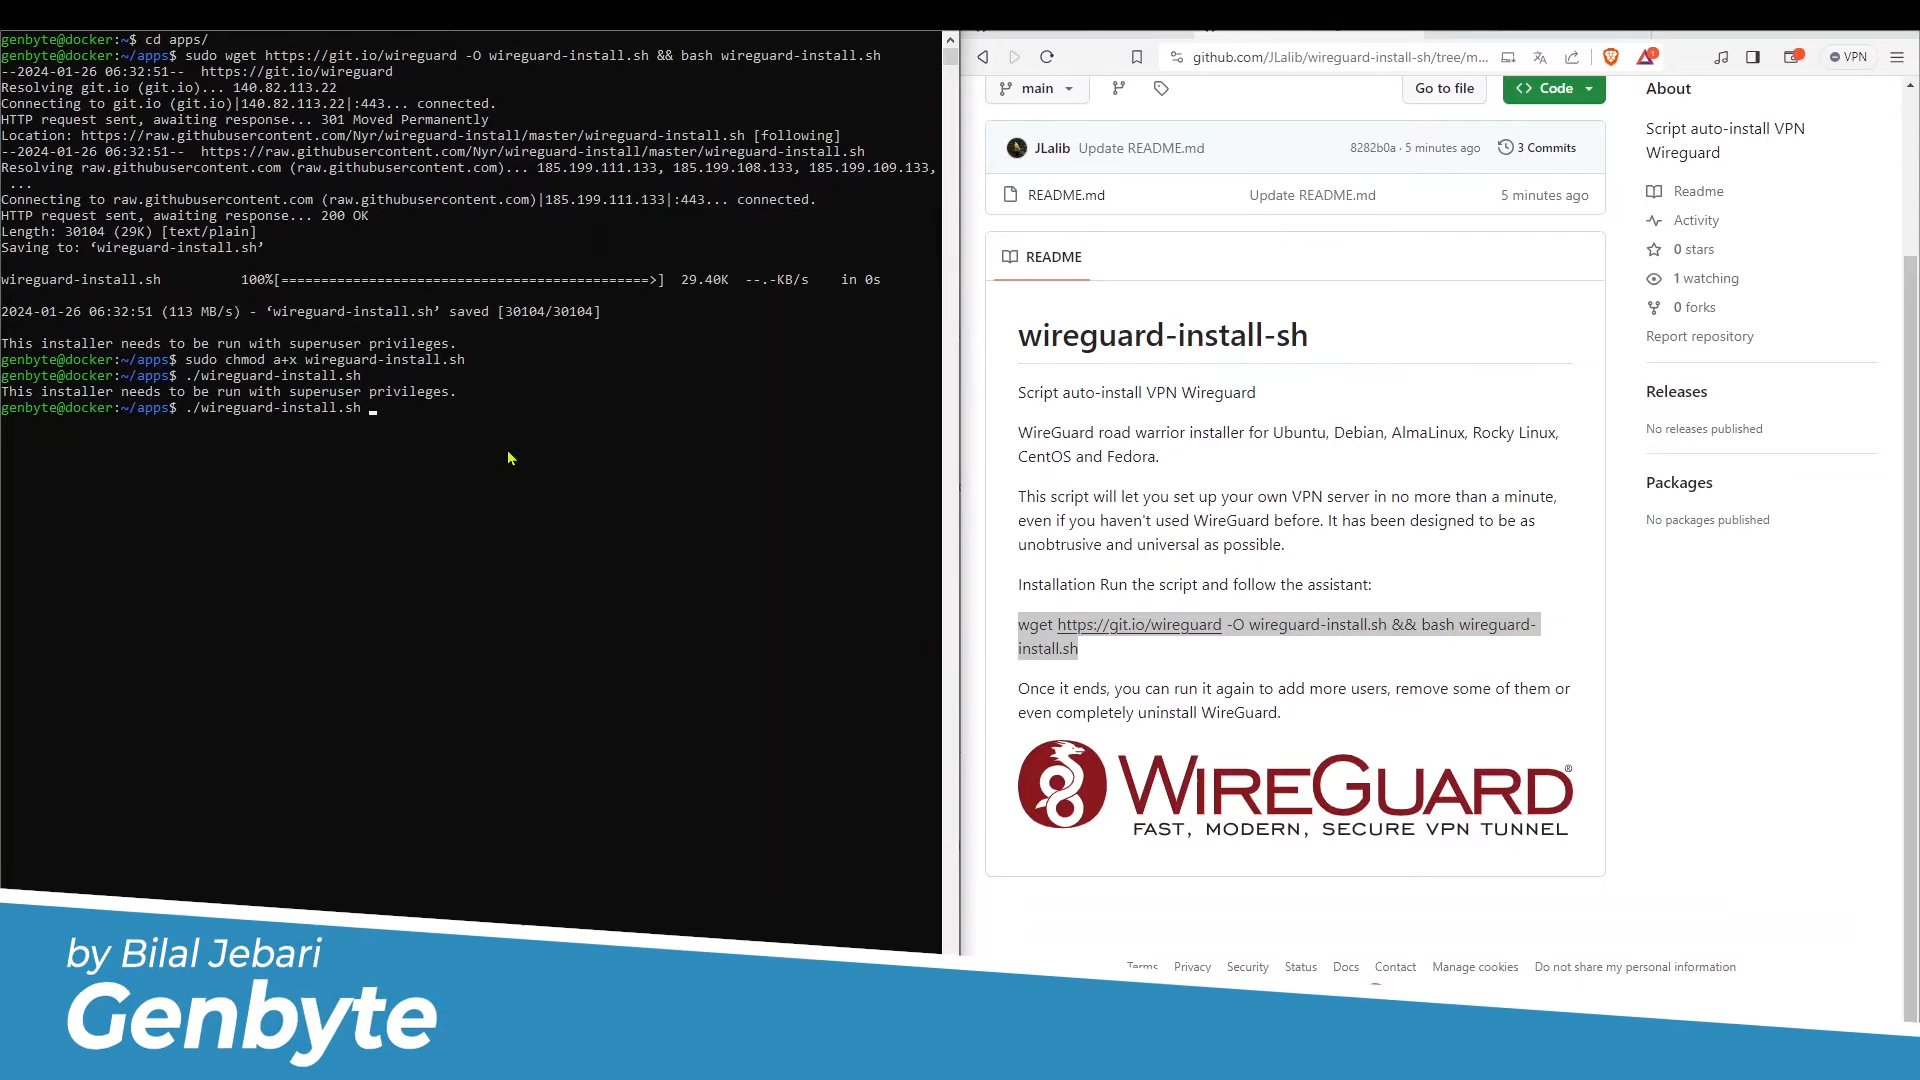 genbyte@docker:~$ cd apps/
genbyte@docker:~/apps$ sudo wget https://git.io/wireguard -O wireguard-install.sh && bash wireguard-install.sh
--2024-01-26 06:32:51--  https://git.io/wireguard
Resolving git.io (git.io)... 140.82.113.22
Connecting to git.io (git.io)|140.82.113.22|:443... connected.
HTTP request sent, awaiting response... 301 Moved Permanently
Location: https://raw.githubusercontent.com/Nyr/wireguard-install/master/wireguard-install.sh [following]
--2024-01-26 06:32:51--  https://raw.githubusercontent.com/Nyr/wireguard-install/master/wireguard-install.sh
Resolving raw.githubusercontent.com (raw.githubusercontent.com)... 185.199.111.133, 185.199.108.133, 185.199.109.133,
...
Connecting to raw.githubusercontent.com (raw.githubusercontent.com)|185.199.111.133|:443... connected.
HTTP request sent, awaiting response... 200 OK
Length: 30104 (29K) [text/plain]
Saving to: ‘wireguard-install.sh’
wireguard-install.sh          100%[==============================================>]  29.40K  --.-KB/s    in 0s
2024-01-26 06:32:51 (113 MB/s) - ‘wireguard-install.sh’ saved [30104/30104]
This installer needs to be run with superuser privileges.
genbyte@docker:~/apps$ sudo chmod a+x wireguard-install.sh
genbyte@docker:~/apps$ ./wireguard-install.sh
This installer needs to be run with superuser privileges.
genbyte@docker:~/apps$ ./wireguard-install.sh
github.com/JLalib/wireguard-install-sh/tree/m...
1
VPN
main
Go to file
Code
JLalib Update README.md 8282b0a · 5 minutes ago 3 Commits
README.md Update README.md 5 minutes ago
README
wireguard-install-sh
Script auto-install VPN Wireguard
WireGuard road warrior installer for Ubuntu, Debian, AlmaLinux, Rocky Linux,
CentOS and Fedora.
This script will let you set up your own VPN server in no more than a minute,
even if you haven't used WireGuard before. It has been designed to be as
unobtrusive and universal as possible.
Installation Run the script and follow the assistant:
wget https://git.io/wireguard -O wireguard-install.sh && bash wireguard-
install.sh
Once it ends, you can run it again to add more users, remove some of them or
even completely uninstall WireGuard.
WIREGUARD®
FAST, MODERN, SECURE VPN TUNNEL
About
Script auto-install VPN
Wireguard
Readme
Activity
0 stars
1 watching
0 forks
Report repository
Releases
No releases published
Packages
No packages published
Terms Privacy Security Status Docs Contact Manage cookies Do not share my personal information
by Bilal Jebari
Genbyte